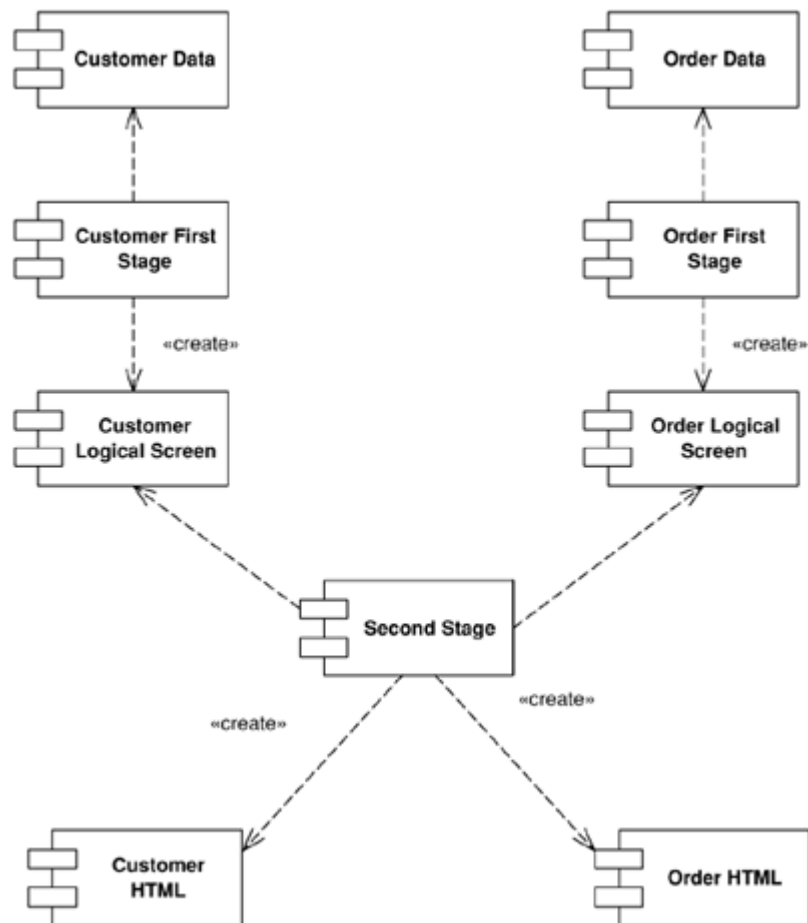 Customer Data
Order Data
Customer First
Stage
Order First
Stage
«create»
«create»
Customer
Logical Screen
Order Logical
Screen
Second Stage
«create»
«create»
Customer
HTML
Order HTML